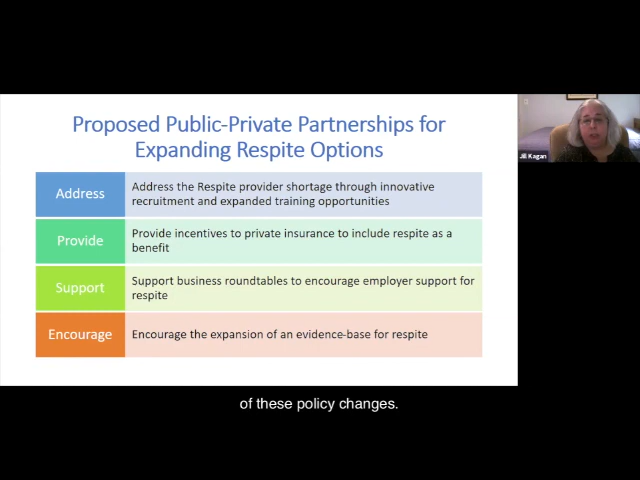 Proposed Public-Private Partnerships for
Expanding Respite Options
Address
Address the Respite provider shortage through innovative
recruitment and expanded training opportunities
Provide
Provide incentives to private insurance to include respite as a
benefit
Support
Support business roundtables to encourage employer support for
respite
Encourage
Encourage the expansion of an evidence-base for respite
Jill Kagan
of these policy changes.